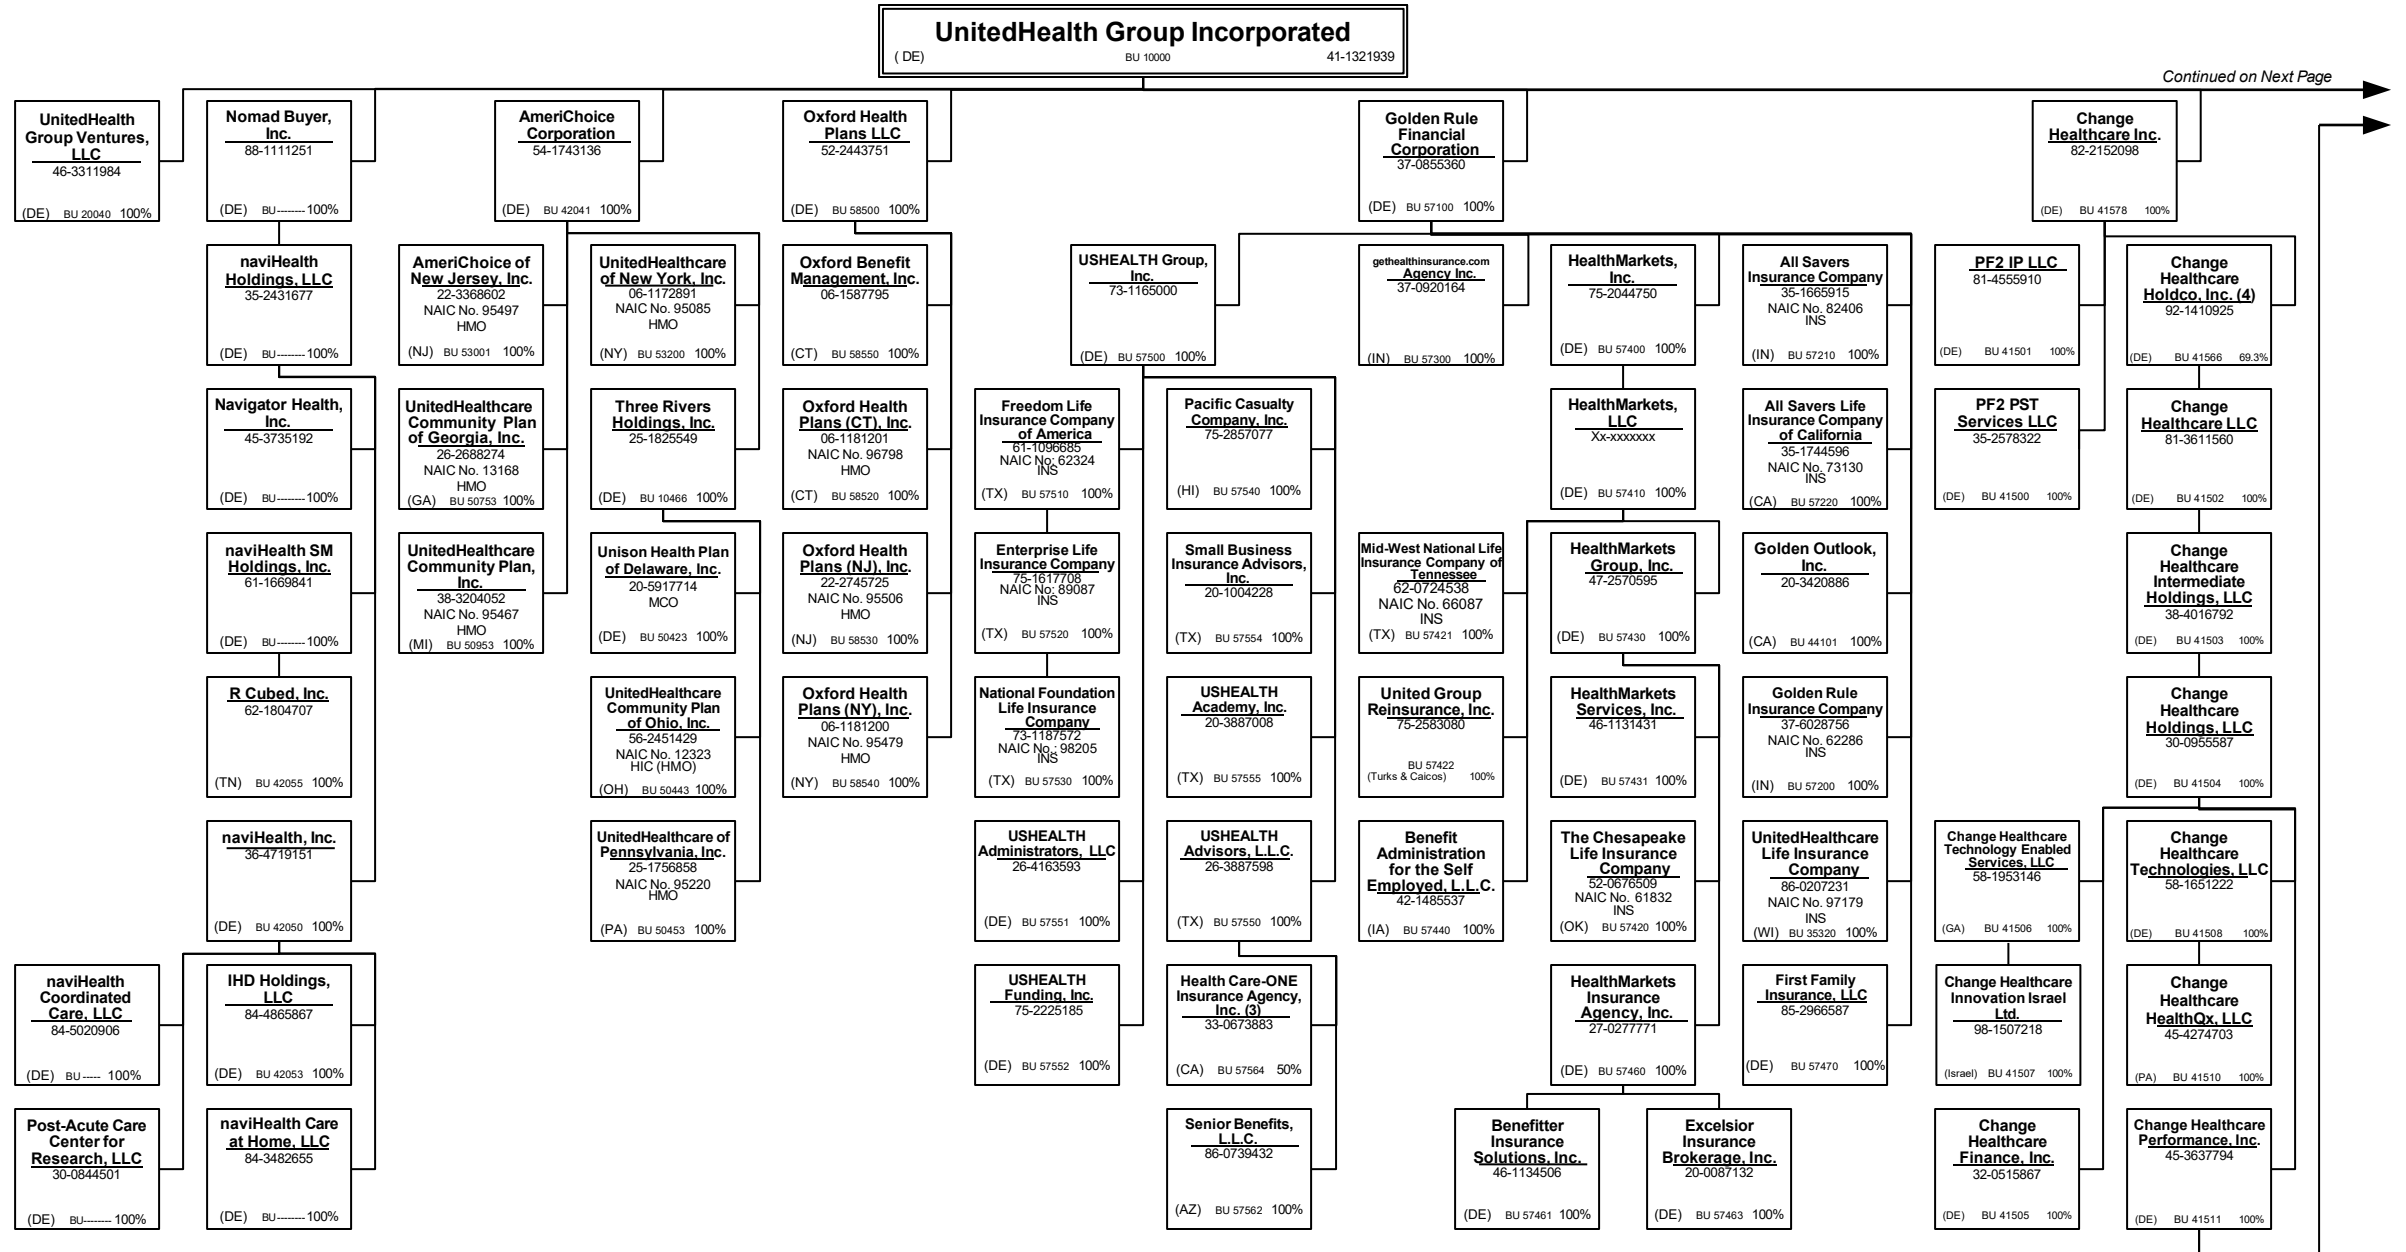 UnitedHealth Group Incorporated
( DE) BU 10000 41-1321939
Continued on Next Page
UnitedHealth
Group Ventures,
LLC
46-3311984
(DE) BU 20040 100%
Nomad Buyer,
Inc.
88-1111251
(DE) BU-------- 100%
AmeriChoice
Corporation
54-1743136
(DE) BU 42041 100%
Oxford Health
Plans LLC
52-2443751
(DE) BU 58500 100%
Golden Rule
Financial
Corporation
37-0855360
(DE) BU 57100 100%
Change
Healthcare Inc.
82-2152098
(DE) BU 41578 100%
naviHealth
Holdings, LLC
35-2431677
(DE) BU-------- 100%
AmeriChoice of
New Jersey, Inc.
22-3368602
NAIC No. 95497
HMO
(NJ) BU 53001 100%
UnitedHealthcare
of New York, Inc.
06-1172891
NAIC No. 95085
HMO
(NY) BU 53200 100%
Oxford Benefit
Management, Inc.
06-1587795
(CT) BU 58550 100%
USHEALTH Group,
Inc.
73-1165000
(DE) BU 57500 100%
gethealthinsurance.com
Agency Inc.
37-0920164
(IN) BU 57300 100%
HealthMarkets,
Inc.
75-2044750
(DE) BU 57400 100%
All Savers
Insurance Company
35-1665915
NAIC No. 82406
INS
(IN) BU 57210 100%
PF2 IP LLC
81-4555910
(DE) BU 41501 100%
Change
Healthcare
Holdco, Inc. (4)
92-1410925
(DE) BU 41566 69.3%
Navigator Health,
Inc.
45-3735192
(DE) BU-------- 100%
UnitedHealthcare
Community Plan
of Georgia, Inc.
26-2688274
NAIC No. 13168
HMO
(GA) BU 50753 100%
Three Rivers
Holdings, Inc.
25-1825549
(DE) BU 10466 100%
Oxford Health
Plans (CT), Inc.
06-1181201
NAIC No. 96798
HMO
(CT) BU 58520 100%
Freedom Life
Insurance Company
of America
61-1096685
NAIC No: 62324
INS
(TX) BU 57510 100%
Pacific Casualty
Company, Inc.
75-2857077
(HI) BU 57540 100%
HealthMarkets,
LLC
Xx-xxxxxxx
(DE) BU 57410 100%
All Savers Life
Insurance Company
of California
35-1744596
NAIC No. 73130
INS
(CA) BU 57220 100%
PF2 PST
Services LLC
35-2578322
(DE) BU 41500 100%
Change
Healthcare LLC
81-3611560
(DE) BU 41502 100%
naviHealth SM
Holdings, Inc.
61-1669841
(DE) BU-------- 100%
UnitedHealthcare
Community Plan,
Inc.
38-3204052
NAIC No. 95467
HMO
(MI) BU 50953 100%
Unison Health Plan
of Delaware, Inc.
20-5917714
MCO
(DE) BU 50423 100%
Oxford Health
Plans (NJ), Inc.
22-2745725
NAIC No. 95506
HMO
(NJ) BU 58530 100%
Enterprise Life
Insurance Company
75-1617708
NAIC No: 89087
INS
(TX) BU 57520 100%
Small Business
Insurance Advisors,
Inc.
20-1004228
(TX) BU 57554 100%
Mid-West National Life
Insurance Company of
Tennessee
62-0724538
NAIC No. 66087
INS
(TX) BU 57421 100%
HealthMarkets
Group, Inc.
47-2570595
(DE) BU 57430 100%
Golden Outlook,
Inc.
20-3420886
(CA) BU 44101 100%
Change
Healthcare
Intermediate
Holdings, LLC
38-4016792
(DE) BU 41503 100%
R Cubed, Inc.
62-1804707
(TN) BU 42055 100%
UnitedHealthcare
Community Plan
of Ohio, Inc.
56-2451429
NAIC No. 12323
HIC (HMO)
(OH) BU 50443 100%
Oxford Health
Plans (NY), Inc.
06-1181200
NAIC No. 95479
HMO
(NY) BU 58540 100%
National Foundation
Life Insurance
Company
73-1187572
NAIC No.: 98205
INS
(TX) BU 57530 100%
USHEALTH
Academy, Inc.
20-3887008
(TX) BU 57555 100%
United Group
Reinsurance, Inc.
75-2583080
BU 57422
(Turks & Caicos) 100%
HealthMarkets
Services, Inc.
46-1131431
(DE) BU 57431 100%
Golden Rule
Insurance Company
37-6028756
NAIC No. 62286
INS
(IN) BU 57200 100%
Change
Healthcare
Holdings, LLC
30-0955587
(DE) BU 41504 100%
naviHealth, Inc.
36-4719151
(DE) BU 42050 100%
UnitedHealthcare of
Pennsylvania, Inc.
25-1756858
NAIC No. 95220
HMO
(PA) BU 50453 100%
USHEALTH
Administrators, LLC
26-4163593
(DE) BU 57551 100%
USHEALTH
Advisors, L.L.C.
26-3887598
(TX) BU 57550 100%
Benefit
Administration
for the Self
Employed, L.L.C.
42-1485537
(IA) BU 57440 100%
The Chesapeake
Life Insurance
Company
52-0676509
NAIC No. 61832
INS
(OK) BU 57420 100%
UnitedHealthcare
Life Insurance
Company
86-0207231
NAIC No. 97179
INS
(WI) BU 35320 100%
Change Healthcare
Technology Enabled
Services, LLC
58-1953146
(GA) BU 41506 100%
Change
Healthcare
Technologies, LLC
58-1651222
(DE) BU 41508 100%
naviHealth
Coordinated
Care, LLC
84-5020906
(DE) BU ----- 100%
IHD Holdings,
LLC
84-4865867
(DE) BU 42053 100%
USHEALTH
Funding, Inc.
75-2225185
(DE) BU 57552 100%
Health Care-ONE
Insurance Agency,
Inc. (3)
33-0673883
(CA) BU 57564 50%
HealthMarkets
Insurance
Agency, Inc.
27-0277771
(DE) BU 57460 100%
First Family
Insurance, LLC
85-2966587
(DE) BU 57470 100%
Change Healthcare
Innovation Israel
Ltd.
98-1507218
(Israel) BU 41507 100%
Change
Healthcare
HealthQx, LLC
45-4274703
(PA) BU 41510 100%
Post-Acute Care
Center for
Research, LLC
30-0844501
(DE) BU-------- 100%
naviHealth Care
at Home, LLC
84-3482655
(DE) BU-------- 100%
Senior Benefits,
L.L.C.
86-0739432
(AZ) BU 57562 100%
Benefitter
Insurance
Solutions, Inc.
46-1134506
(DE) BU 57461 100%
Excelsior
Insurance
Brokerage, Inc.
20-0087132
(DE) BU 57463 100%
Change
Healthcare
Finance, Inc.
32-0515867
(DE) BU 41505 100%
Change Healthcare
Performance, Inc.
45-3637794
(DE) BU 41511 100%